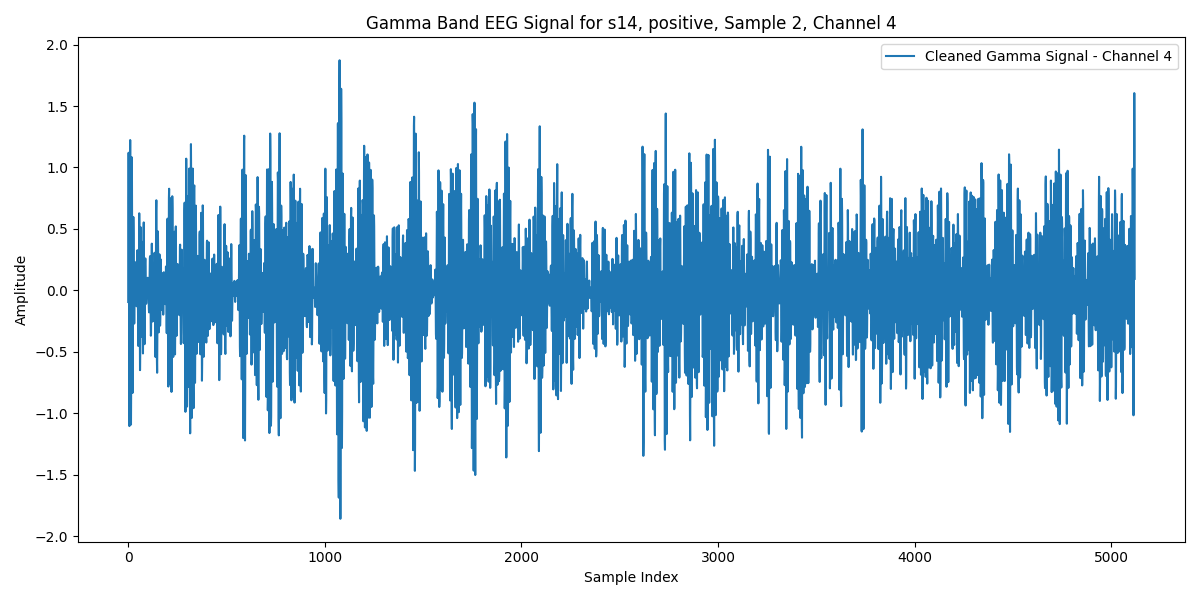 Gamma Band EEG Signal for s14, positive, Sample 2, Channel 4
Cleaned Gamma Signal - Channel 4
2.0
1.5
1.0
0.5
0.0
−0.5
−1.0
−1.5
−2.0
Amplitude
0 1000 2000 3000 4000 5000
Sample Index